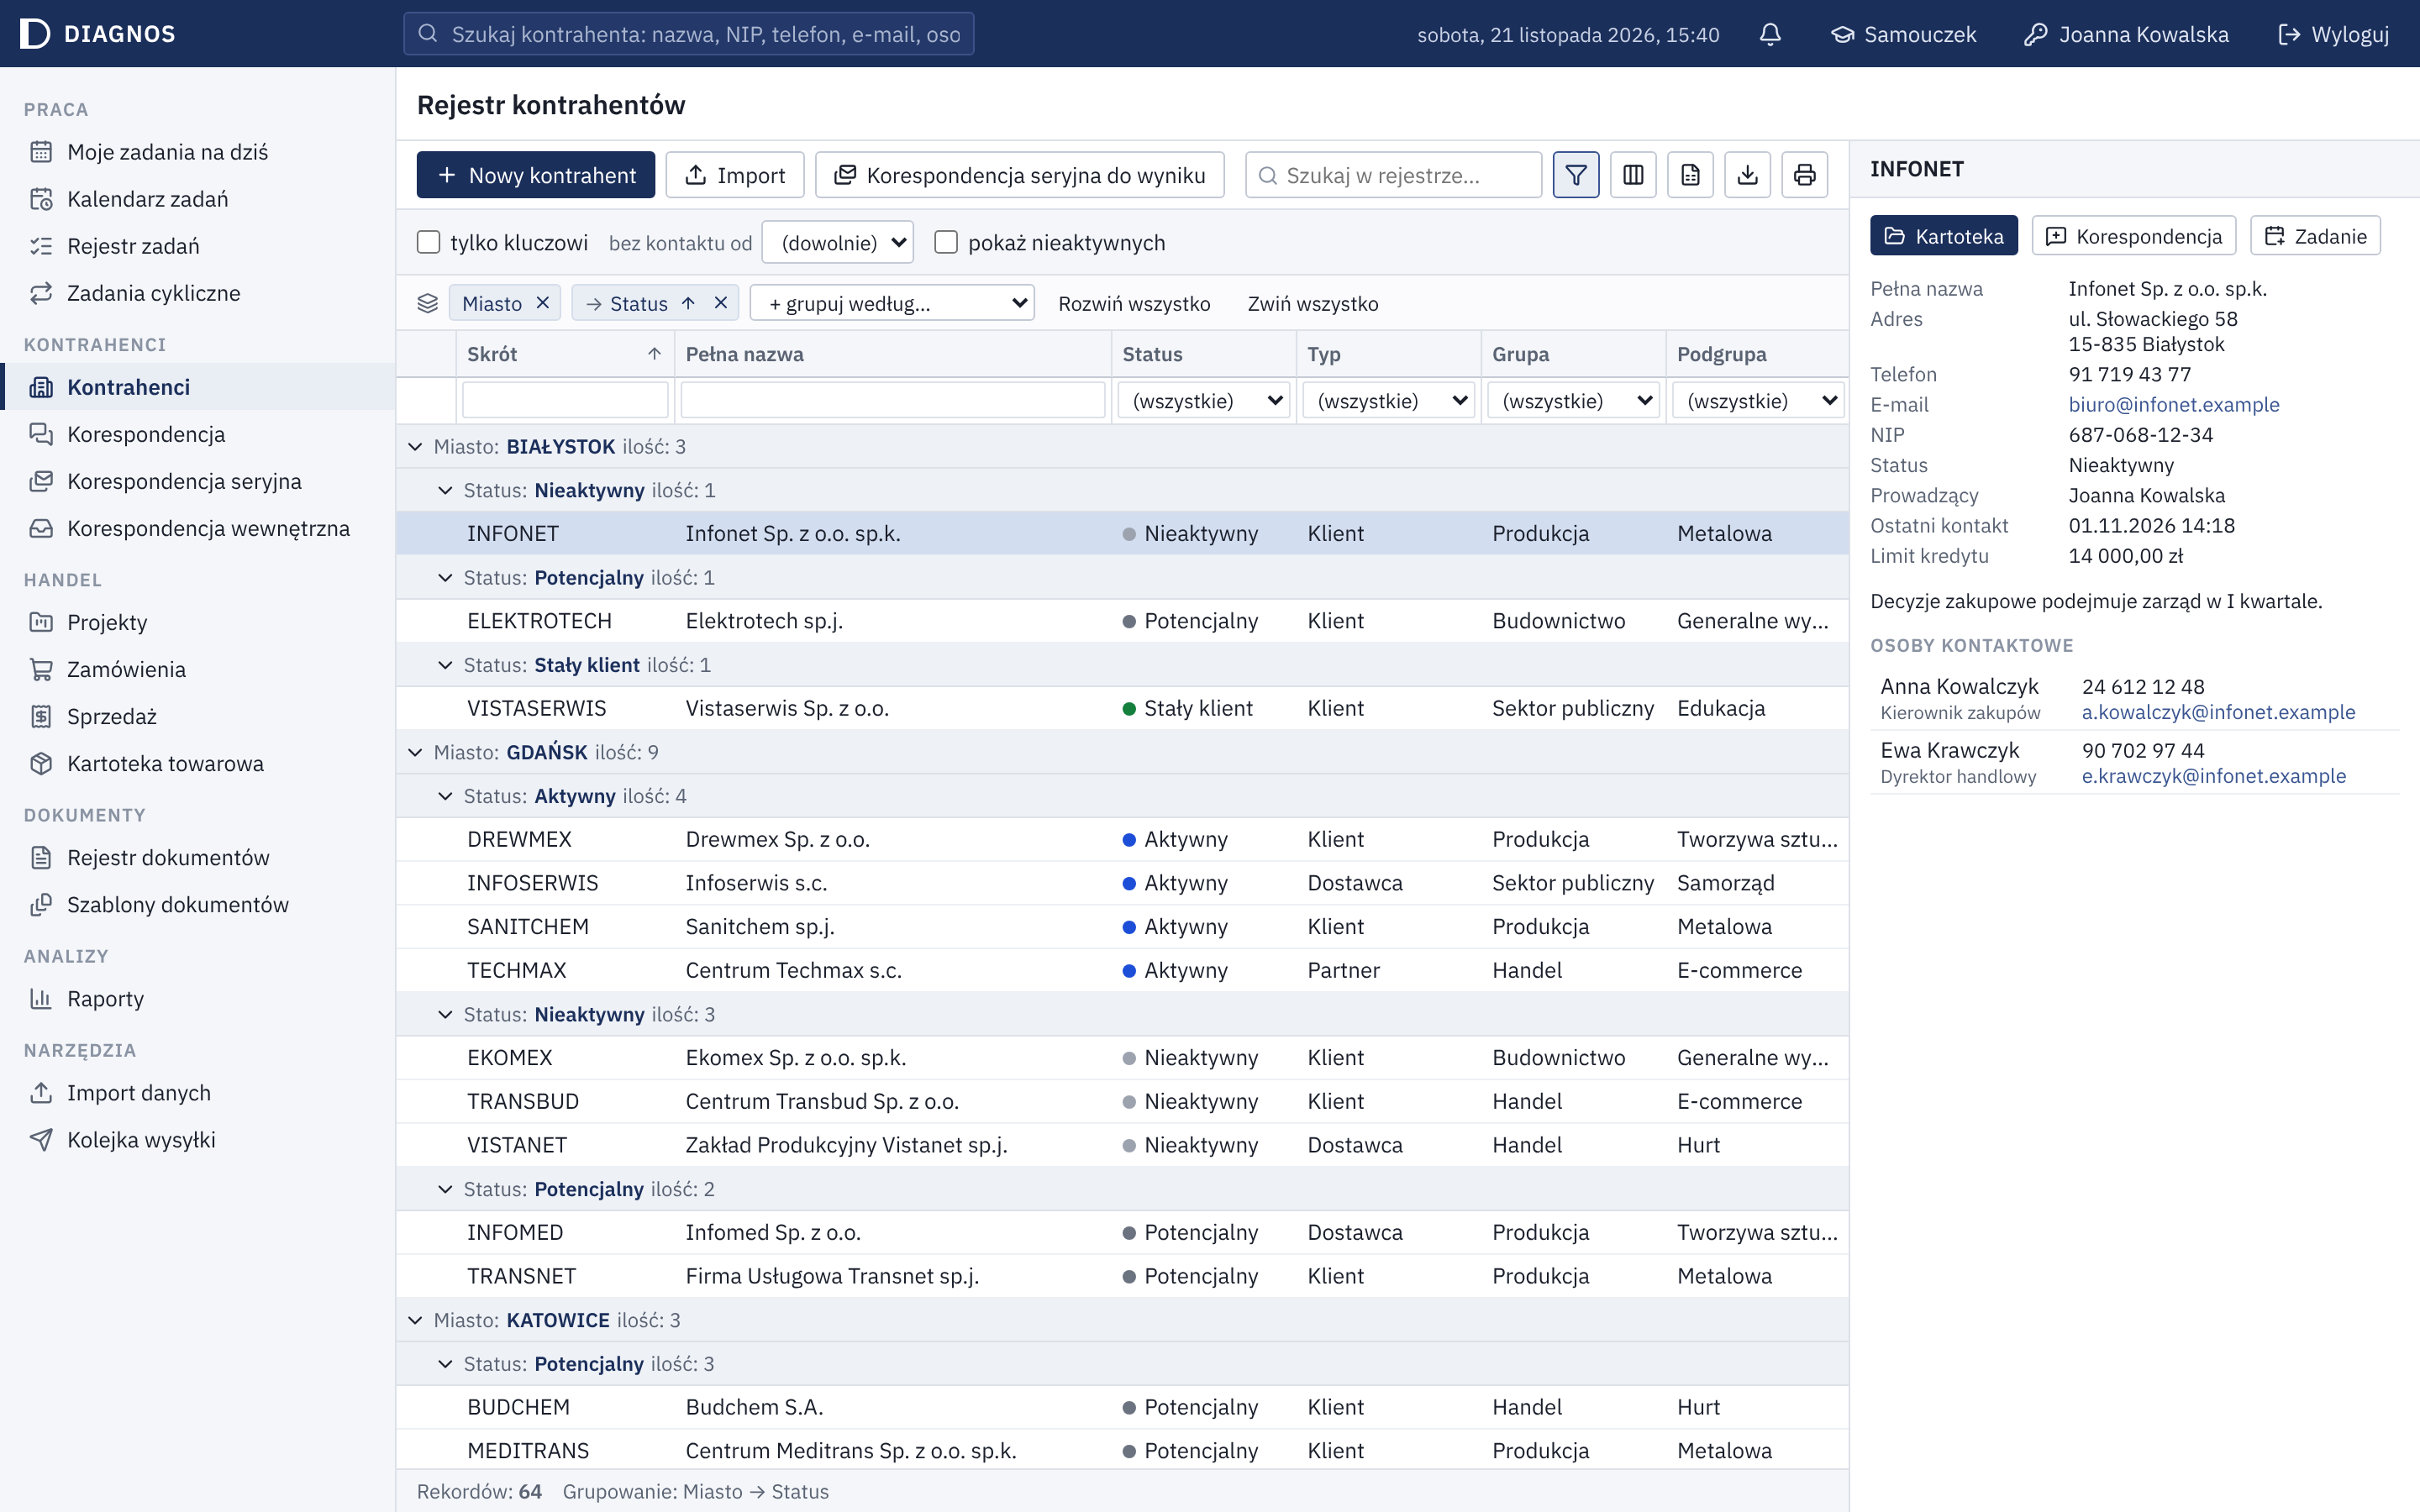 DIAGNOS
Szukaj kontrahenta: nazwa, NIP, telefon, e-mail, oso
sobota, 21 listopada 2026, 15:40
Samouczek
Joanna Kowalska
Wyloguj
PRACA
Moje zadania na dziś
Kalendarz zadań
Rejestr zadań
Zadania cykliczne
KONTRAHENCI
Kontrahenci
Korespondencja
Korespondencja seryjna
Korespondencja wewnętrzna
HANDEL
Projekty
Zamówienia
Sprzedaż
Kartoteka towarowa
DOKUMENTY
Rejestr dokumentów
Szablony dokumentów
ANALIZY
Raporty
NARZĘDZIA
Import danych
Kolejka wysyłki
Rejestr kontrahentów
+ Nowy kontrahent
Import
Korespondencja seryjna do wyniku
Szukaj w rejestrze...
tylko kluczowi bez kontaktu od (dowolnie) pokaż nieaktywnych
Miasto × → Status ↑ × + grupuj według... Rozwiń wszystko Zwiń wszystko
Skrót ↑ Pełna nazwa Status Typ Grupa Podgrupa
(wszystkie) (wszystkie) (wszystkie) (wszystkie)
Miasto: BIAŁYSTOK ilość: 3
Status: Nieaktywny ilość: 1
INFONET Infonet Sp. z o.o. sp.k. Nieaktywny Klient Produkcja Metalowa
Status: Potencjalny ilość: 1
ELEKTROTECH Elektrotech sp.j. Potencjalny Klient Budownictwo Generalne wy...
Status: Stały klient ilość: 1
VISTASERWIS Vistaserwis Sp. z o.o. Stały klient Klient Sektor publiczny Edukacja
Miasto: GDAŃSK ilość: 9
Status: Aktywny ilość: 4
DREWMEX Drewmex Sp. z o.o. Aktywny Klient Produkcja Tworzywa sztu...
INFOSERWIS Infoserwis s.c. Aktywny Dostawca Sektor publiczny Samorząd
SANITCHEM Sanitchem sp.j. Aktywny Klient Produkcja Metalowa
TECHMAX Centrum Techmax s.c. Aktywny Partner Handel E-commerce
Status: Nieaktywny ilość: 3
EKOMEX Ekomex Sp. z o.o. sp.k. Nieaktywny Klient Budownictwo Generalne wy...
TRANSBUD Centrum Transbud Sp. z o.o. Nieaktywny Klient Handel E-commerce
VISTANET Zakład Produkcyjny Vistanet sp.j. Nieaktywny Dostawca Handel Hurt
Status: Potencjalny ilość: 2
INFOMED Infomed Sp. z o.o. Potencjalny Dostawca Produkcja Tworzywa sztu...
TRANSNET Firma Usługowa Transnet sp.j. Potencjalny Klient Produkcja Metalowa
Miasto: KATOWICE ilość: 3
Status: Potencjalny ilość: 3
BUDCHEM Budchem S.A. Potencjalny Klient Handel Hurt
MEDITRANS Centrum Meditrans Sp. z o.o. sp.k. Potencjalny Klient Produkcja Metalowa
Rekordów: 64 Grupowanie: Miasto → Status
INFONET
Kartoteka Korespondencja Zadanie
Pełna nazwa Infonet Sp. z o.o. sp.k.
Adres ul. Słowackiego 58
15-835 Białystok
Telefon 91 719 43 77
E-mail biuro@infonet.example
NIP 687-068-12-34
Status Nieaktywny
Prowadzący Joanna Kowalska
Ostatni kontakt 01.11.2026 14:18
Limit kredytu 14 000,00 zł
Decyzje zakupowe podejmuje zarząd w I kwartale.
OSOBY KONTAKTOWE
Anna Kowalczyk 24 612 12 48
Kierownik zakupów a.kowalczyk@infonet.example
Ewa Krawczyk 90 702 97 44
Dyrektor handlowy e.krawczyk@infonet.example